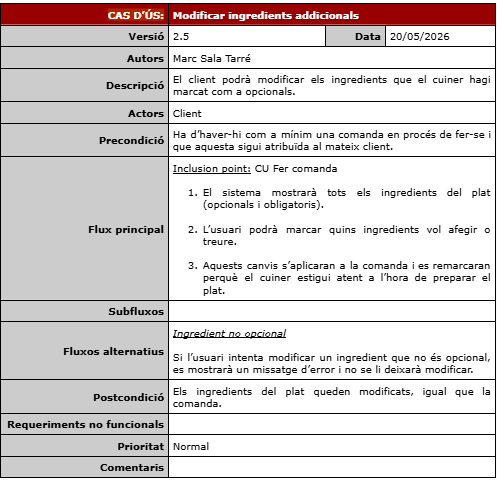 CAS D'ÚS: Modificar ingredients addicionals
Versió 2.5 Data 20/05/2026
Autors Marc Sala Tarré
Descripció El client podrà modificar els ingredients que el cuiner hagi
marcat com a opcionals.
Actors Client
Precondició Ha d'haver-hi com a mínim una comanda en procés de fer-se i
que aquesta sigui atribuïda al mateix client.
Flux principal
Inclusion point: CU Fer comanda
1. El sistema mostrarà tots els ingredients del plat
(opcionals i obligatoris).
2. L'usuari podrà marcar quins ingredients vol afegir o
treure.
3. Aquests canvis s'aplicaran a la comanda i es remarcaran
perquè el cuiner estigui atent a l'hora de preparar el
plat.
Subfluxos
Fluxos alternatius
Ingredient no opcional
Si l'usuari intenta modificar un ingredient que no és opcional,
es mostrarà un missatge d'error i no se li deixarà modificar.
Postcondició Els ingredients del plat queden modificats, igual que la
comanda.
Requeriments no funcionals
Prioritat Normal
Comentaris